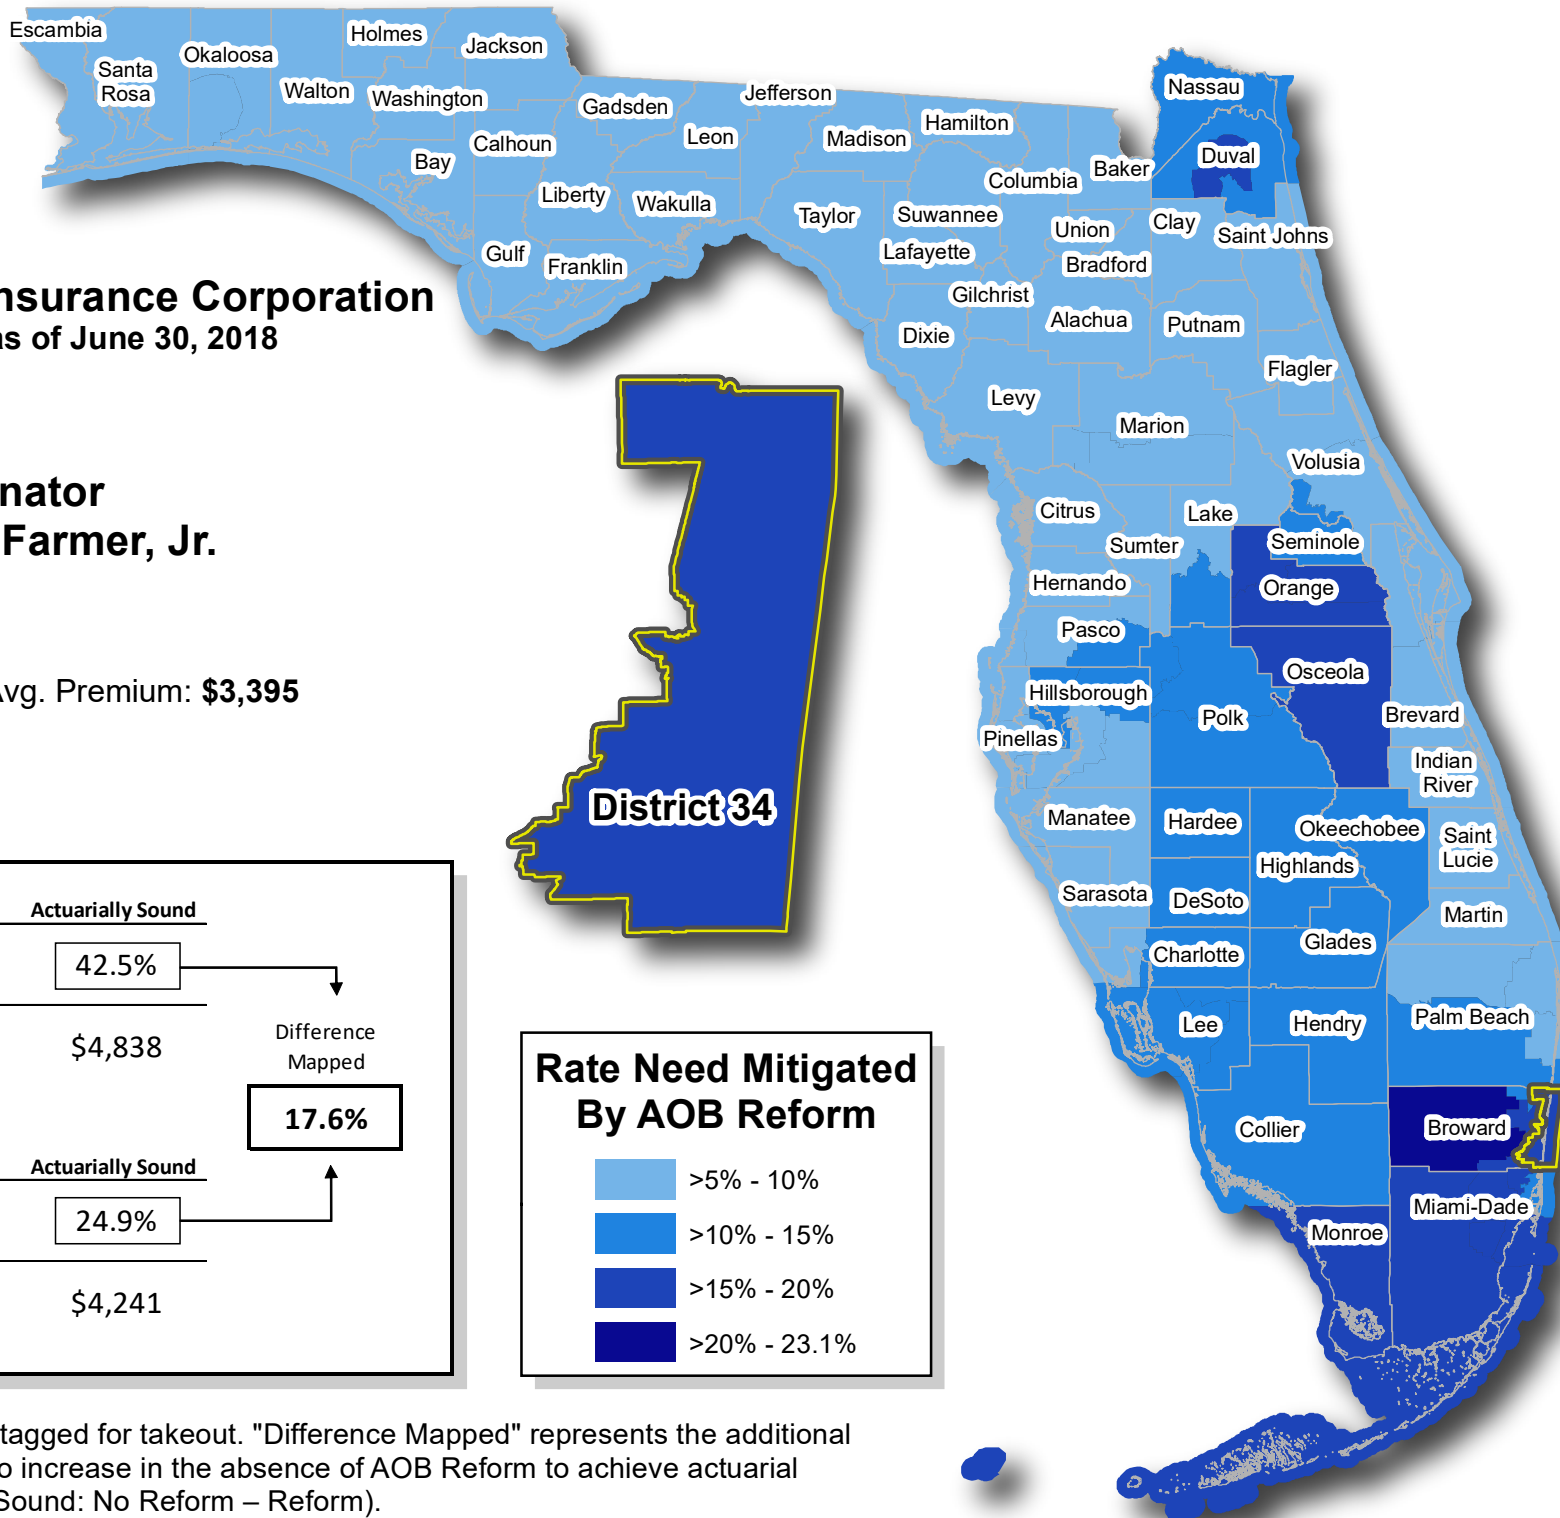 Escambia
Santa
Rosa
Okaloosa
Walton
Holmes
Washington
Jackson
Bay
Calhoun
Gulf
Liberty
Franklin
Gadsden
Leon
Wakulla
Jefferson
Madison
Taylor
Hamilton
Suwannee
Lafayette
Columbia
Dixie
Gilchrist
Baker
Union
Bradford
Alachua
Nassau
Duval
Clay
Saint Johns
Putnam
Flagler
Levy
Marion
Volusia
Citrus
Lake
Sumter
Seminole
Hernando
Orange
Pasco
Osceola
Hillsborough
Polk
Brevard
Pinellas
Indian
River
Manatee
Hardee
Okeechobee
Saint
Lucie
Highlands
Sarasota
DeSoto
Martin
Charlotte
Glades
Lee
Hendry
Palm Beach
Collier
Broward
Miami-Dade
Monroe
nsurance Corporation
as of June 30, 2018
nator
Farmer, Jr.
Avg. Premium: $3,395
District 34
Actuarially Sound
42.5%
$4,838
Difference
Mapped
17.6%
Actuarially Sound
24.9%
$4,241
Rate Need Mitigated
By AOB Reform
>5% - 10%
>10% - 15%
>15% - 20%
>20% - 23.1%
tagged for takeout. "Difference Mapped" represents the additional
o increase in the absence of AOB Reform to achieve actuarial
Sound: No Reform – Reform).